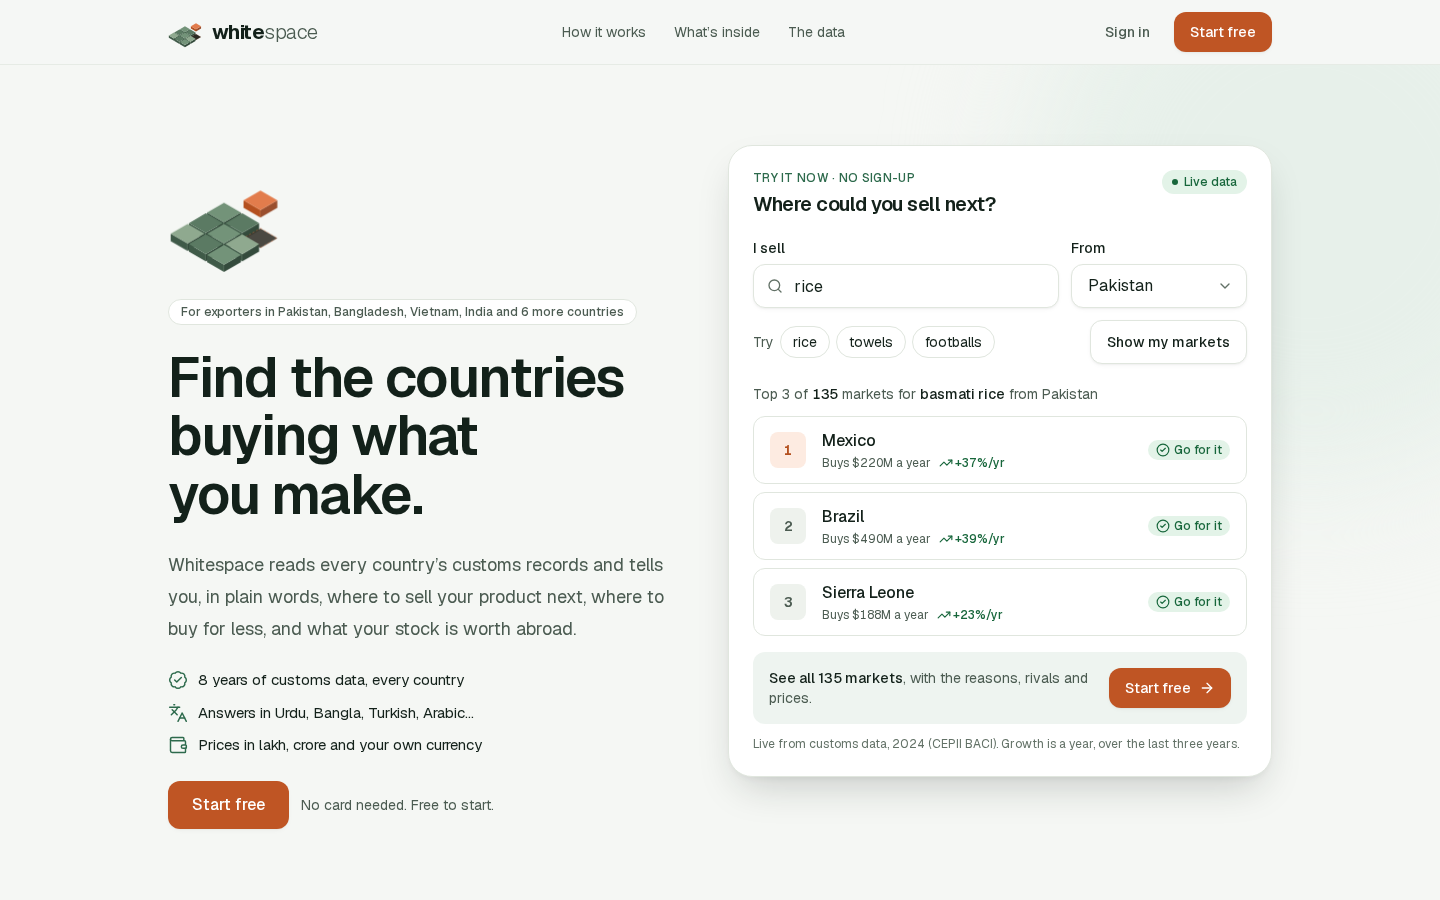 whitespace
How it works
What's inside
The data
Sign in
Start free
For exporters in Pakistan, Bangladesh, Vietnam, India and 6 more countries
Find the countries
buying what
you make.
Whitespace reads every country's customs records and tells
you, in plain words, where to sell your product next, where to
buy for less, and what your stock is worth abroad.
8 years of customs data, every country
Answers in Urdu, Bangla, Turkish, Arabic...
Prices in lakh, crore and your own currency
Start free
No card needed. Free to start.
TRY IT NOW · NO SIGN-UP
Live data
Where could you sell next?
I sell
From
rice
Pakistan
Try
rice
towels
footballs
Show my markets
Top 3 of 135 markets for basmati rice from Pakistan
1
Mexico
Buys $220M a year +37%/yr
Go for it
2
Brazil
Buys $490M a year +39%/yr
Go for it
3
Sierra Leone
Buys $188M a year +23%/yr
Go for it
See all 135 markets, with the reasons, rivals and
prices.
Start free
Live from customs data, 2024 (CEPII BACI). Growth is a year, over the last three years.